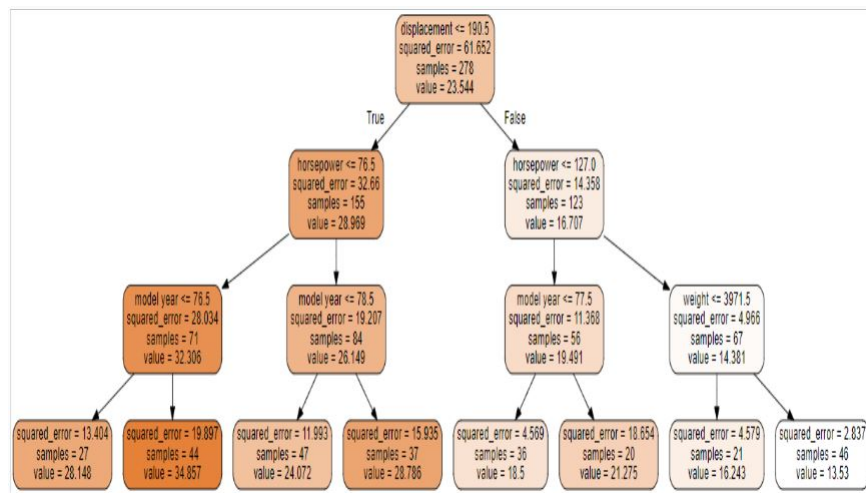 displacement <= 190.5
squared_error = 61.652
samples = 278
value = 23.544
True
False
horsepower <= 76.5
squared_error = 32.66
samples = 155
value = 28.969
horsepower <= 127.0
squared_error = 14.358
samples = 123
value = 16.707
model year <= 76.5
squared_error = 28.034
samples = 71
value = 32.306
model year <= 78.5
squared_error = 19.207
samples = 84
value = 26.149
model year <= 77.5
squared_error = 11.368
samples = 56
value = 19.491
weight <= 3971.5
squared_error = 4.966
samples = 67
value = 14.381
squared_error = 13.404
samples = 27
value = 28.148
squared_error = 19.897
samples = 44
value = 34.857
squared_error = 11.993
samples = 47
value = 24.072
squared_error = 15.935
samples = 37
value = 28.786
squared_error = 4.569
samples = 36
value = 18.5
squared_error = 18.654
samples = 20
value = 21.275
squared_error = 4.579
samples = 21
value = 16.243
squared_error = 2.837
samples = 46
value = 13.53